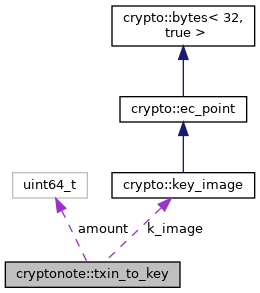 crypto::bytes< 32,
true >
crypto::ec_point
uint64_t
crypto::key_image
amount
k_image
cryptonote::txin_to_key